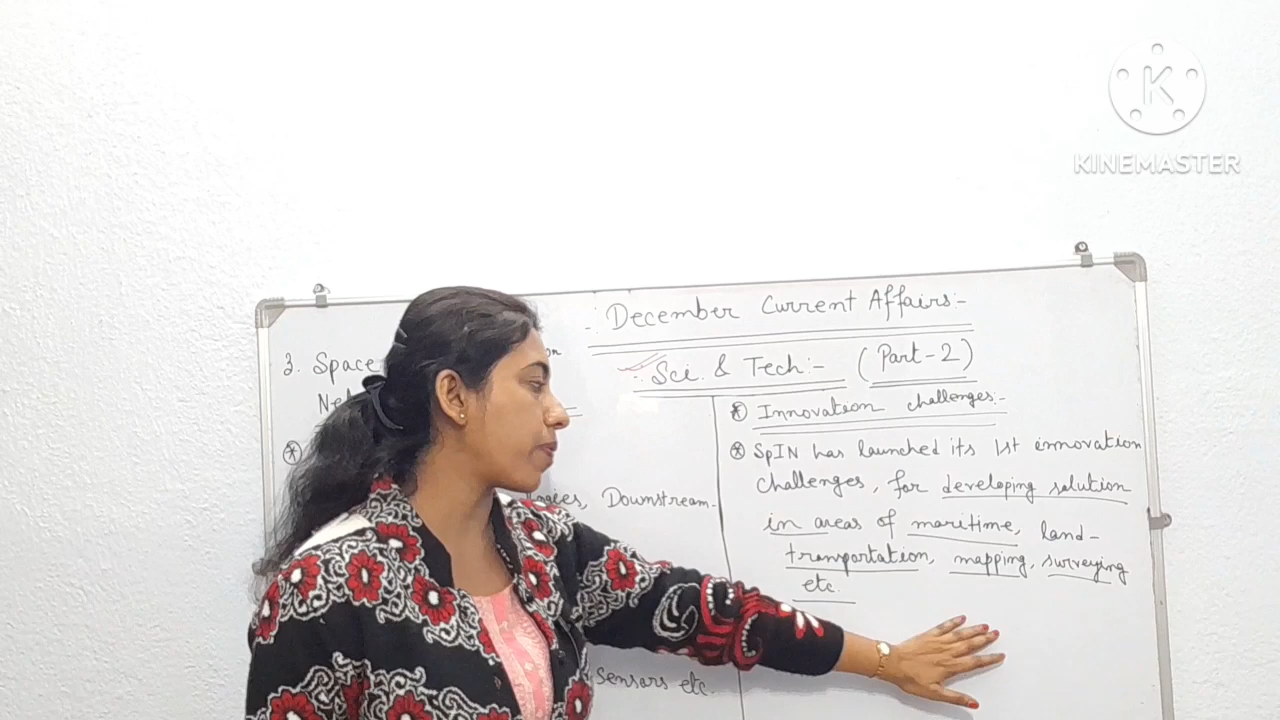 KINEMASTER
-: December Current Affairs:-
-: Sci. & Tech:- (Part-2)
3. Space
* Innovation challenges:-
* SpIN has launched its 1st innovation
challenges, for developing solution
in areas of maritime, land-
transportation, mapping, surveying
etc.
Downstream-
Sensors etc.